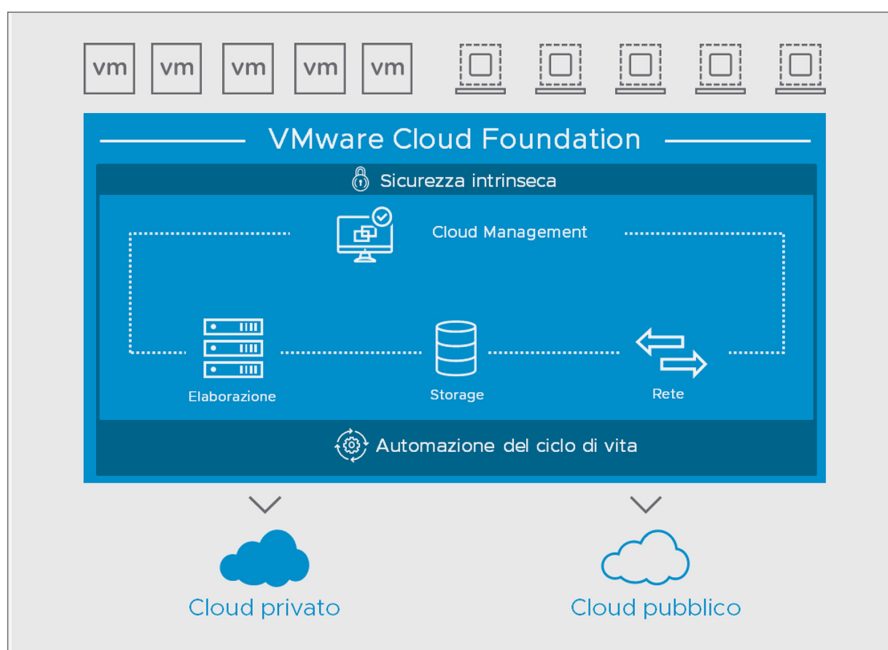 vm vm vm vm vm
VMware Cloud Foundation
Sicurezza intrinseca
Cloud Management
Elaborazione Storage Rete
Automazione del ciclo di vita
Cloud privato Cloud pubblico